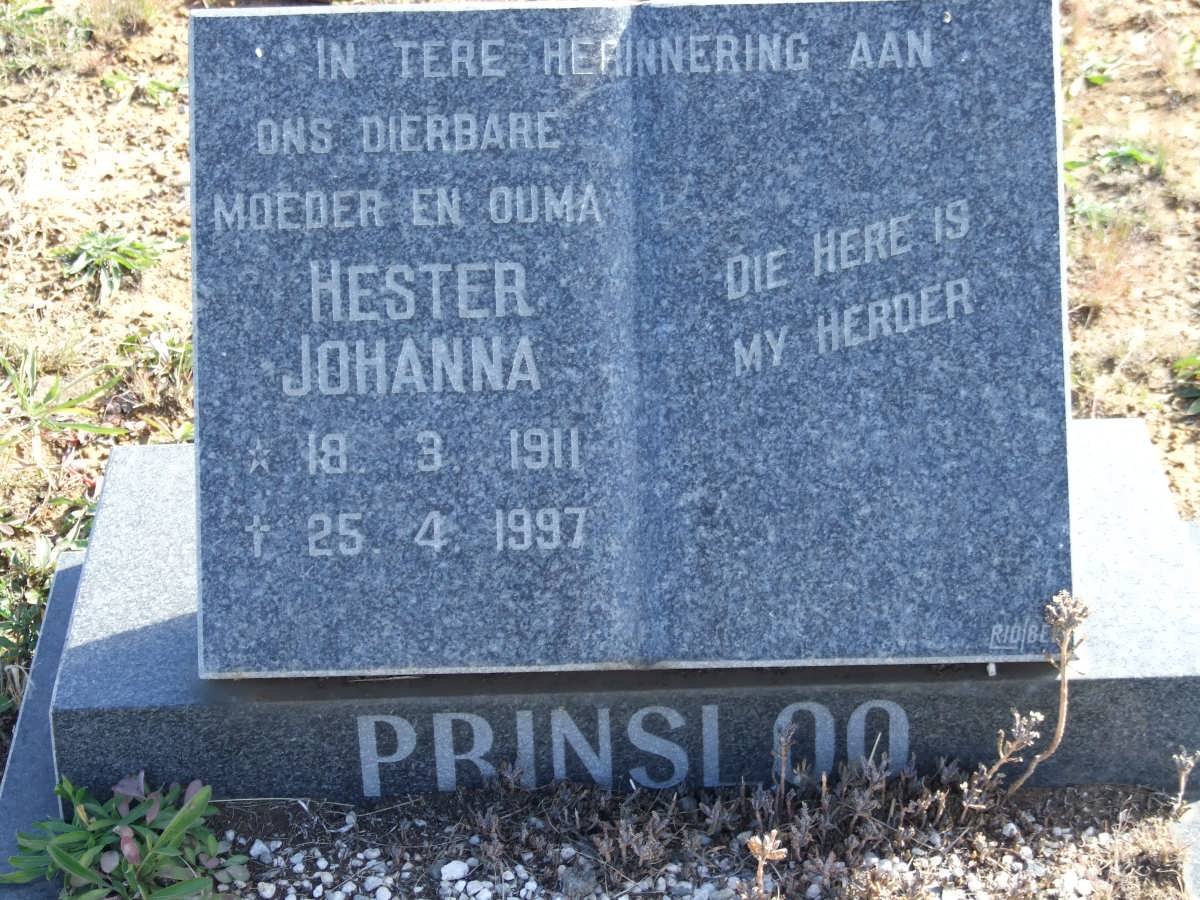 IN TERE HERINNERING AAN
ONS DIERBARE
MOEDER EN OUMA
HESTER
JOHANNA
☆ 18. 3. 1911
† 25. 4. 1997
DIE HERE IS
MY HERDER
PRINSLOO